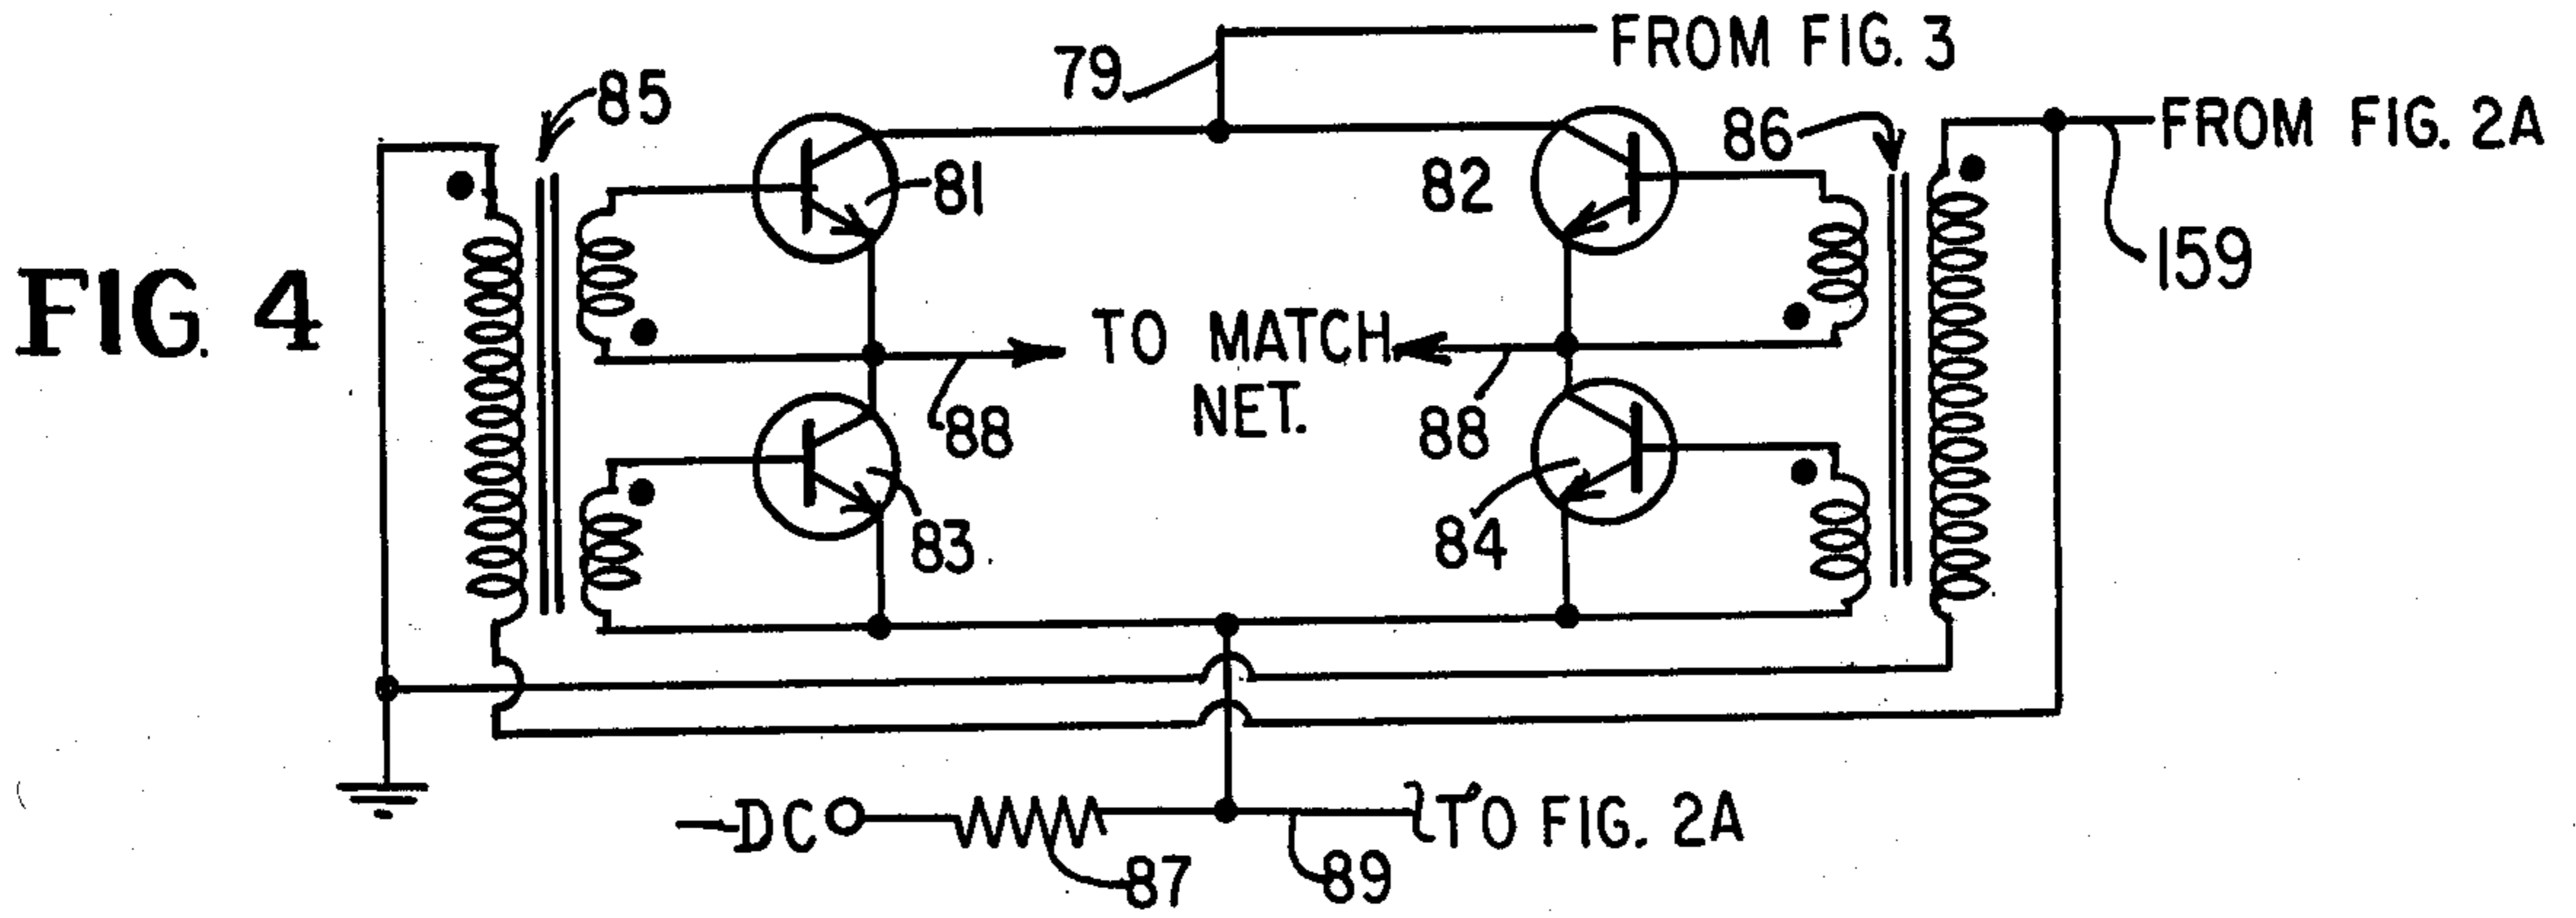 FROM FIG. 3
79
85
81
82
86
FROM FIG. 2A
159
FIG. 4
TO MATCH
NET.
88
88
83
84
-DC
TO FIG. 2A
87
89